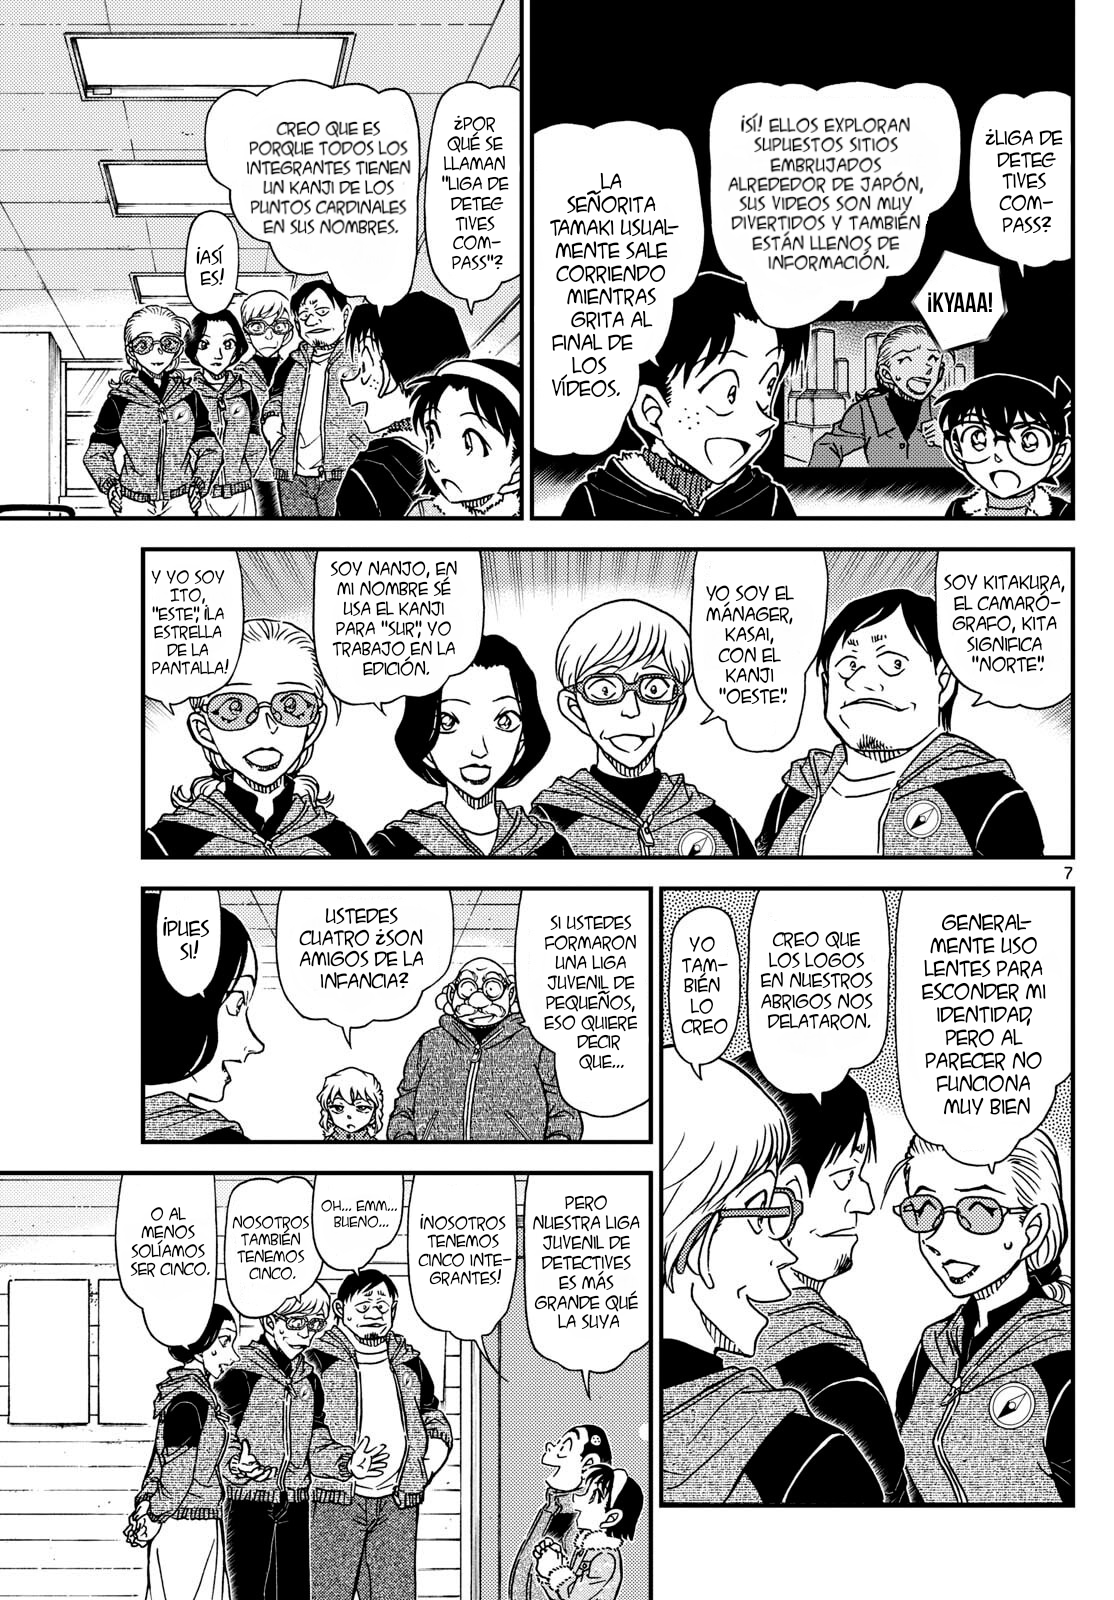 ¿LIGA DE
DETEC
TIVES
COM-
PASS?
¡SÍ! ELLOS EXPLORAN
SUPUESTOS SITIOS
EMBRUJADOS
ALREDEDOR DE JAPÓN,
SUS VIDEOS SON MUY
DIVERTIDOS Y TAMBIÉN
ESTÁN LLENOS DE
INFORMACIÓN.
¡KYAAA!
LA
SEÑORITA
TAMAKI USUAL-
MENTE SALE
CORRIENDO
MIENTRAS
GRITA AL
FINAL DE
LOS
VÍDEOS.
¿POR
QUÉ SE
LLAMAN
"LIGA DE
DETEC
TIVES
COM-
PASS"?
CREO QUE ES
PORQUE TODOS LOS
INTEGRANTES TIENEN
UN KANJI DE LOS
PUNTOS CARDINALES
EN SUS NOMBRES.
¡ASÍ
ES!
SOY KITAKURA,
EL CAMARÓ-
GRAFO, KITA
SIGNIFICA
"NORTE".
YO SOY EL
MÁNAGER,
KASAI,
CON EL
KANJI
"OESTE".
SOY NANJO, EN
MI NOMBRE SÉ
USA EL KANJI
PARA "SUR", YO
TRABAJO EN LA
EDICIÓN.
Y YO SOY
ITO,
"ESTE", ¡LA
ESTRELLA
DE LA
PANTALLA!
7
GENERAL-
MENTE USO
LENTES PARA
ESCONDER MI
IDENTIDAD,
PERO AL
PARECER NO
FUNCIONA
MUY BIEN
CREO QUE
LOS LOGOS
EN NUESTROS
ABRIGOS NOS
DELATARON.
YO
TAM-
BIÉN
LO
CREO
SI USTEDES
FORMARON
UNA LIGA
JUVENIL DE
PEQUEÑOS,
ESO QUIERE
DECIR
QUE...
USTEDES
CUATRO ¿SON
AMIGOS DE LA
INFANCIA?
¡PUES
SI!
PERO
NUESTRA LIGA
JUVENIL DE
DETECTIVES
ES MÁS
GRANDE QUÉ
LA SUYA
¡NOSOTROS
TENEMOS
CINCO INTE-
GRANTES!
OH... EMM...
BUENO...
NOSOTROS
TAMBIÉN
TENEMOS
CINCO.
O AL
MENOS
SOLÍAMOS
SER CINCO.